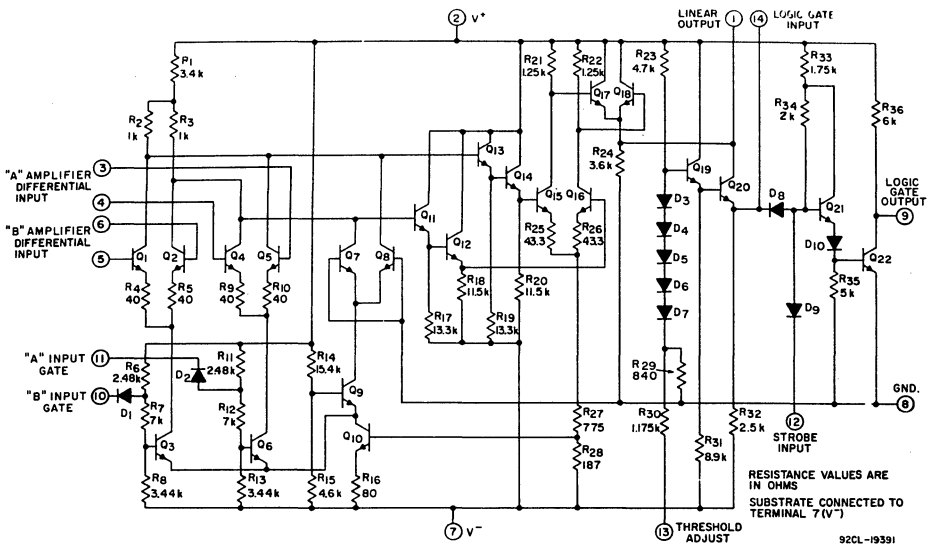 ② V⁺
LINEAR OUTPUT ①
⑭ LOGIC GATE INPUT
P₁ 3.4k
R₂ 1k
R₃ 1k
R₂₁ 1.25k
R₂₂ 1.25k
R₂₃ 4.7k
R₃₃ 1.75k
R₃₄ 2k
R₃₆ 6k
Q₁₇
Q₁₈
③
"A" AMPLIFIER DIFFERENTIAL INPUT
④
⑥
"B" AMPLIFIER DIFFERENTIAL INPUT
⑤
Q₁₃
Q₁₄
R₂₄ 3.6k
Q₁₉
Q₂₀
D₈
Q₂₁
LOGIC GATE OUTPUT
⑨
Q₁₁
Q₁₂
Q₁₅
Q₁₆
D₃
D₄
D₅
D₆
D₇
D₁₀
Q₂₂
Q₁
Q₂
Q₄
Q₅
Q₇
Q₈
R₂₅ 43.3
R₂₆ 43.3
R₄ 40
R₅ 40
R₉ 40
R₁₀ 40
R₁₈ 11.5k
R₂₀ 11.5k
R₁₇ 13.3k
R₁₉ 13.3k
R₃₅ 5k
D₉
"A" INPUT GATE ⑪
R₆ 2.48k
D₂
R₁₁ 2.48k
R₁₄ 15.4k
R₂₉ 840
"B" INPUT GATE ⑩
D₁
R₇ 7k
R₁₂ 7k
Q₉
GND. ⑧
Q₃
Q₆
Q₁₀
R₂₇ 775
R₂₈ 187
R₃₀ 1.175k
R₃₁ 8.9k
R₃₂ 2.5k
⑫ STROBE INPUT
R₈ 3.44k
R₁₃ 3.44k
R₁₅ 4.6k
R₁₆ 80
⑦ V⁻
⑬ THRESHOLD ADJUST
RESISTANCE VALUES ARE
IN OHMS
SUBSTRATE CONNECTED TO
TERMINAL 7 (V⁻)
92CL-19391